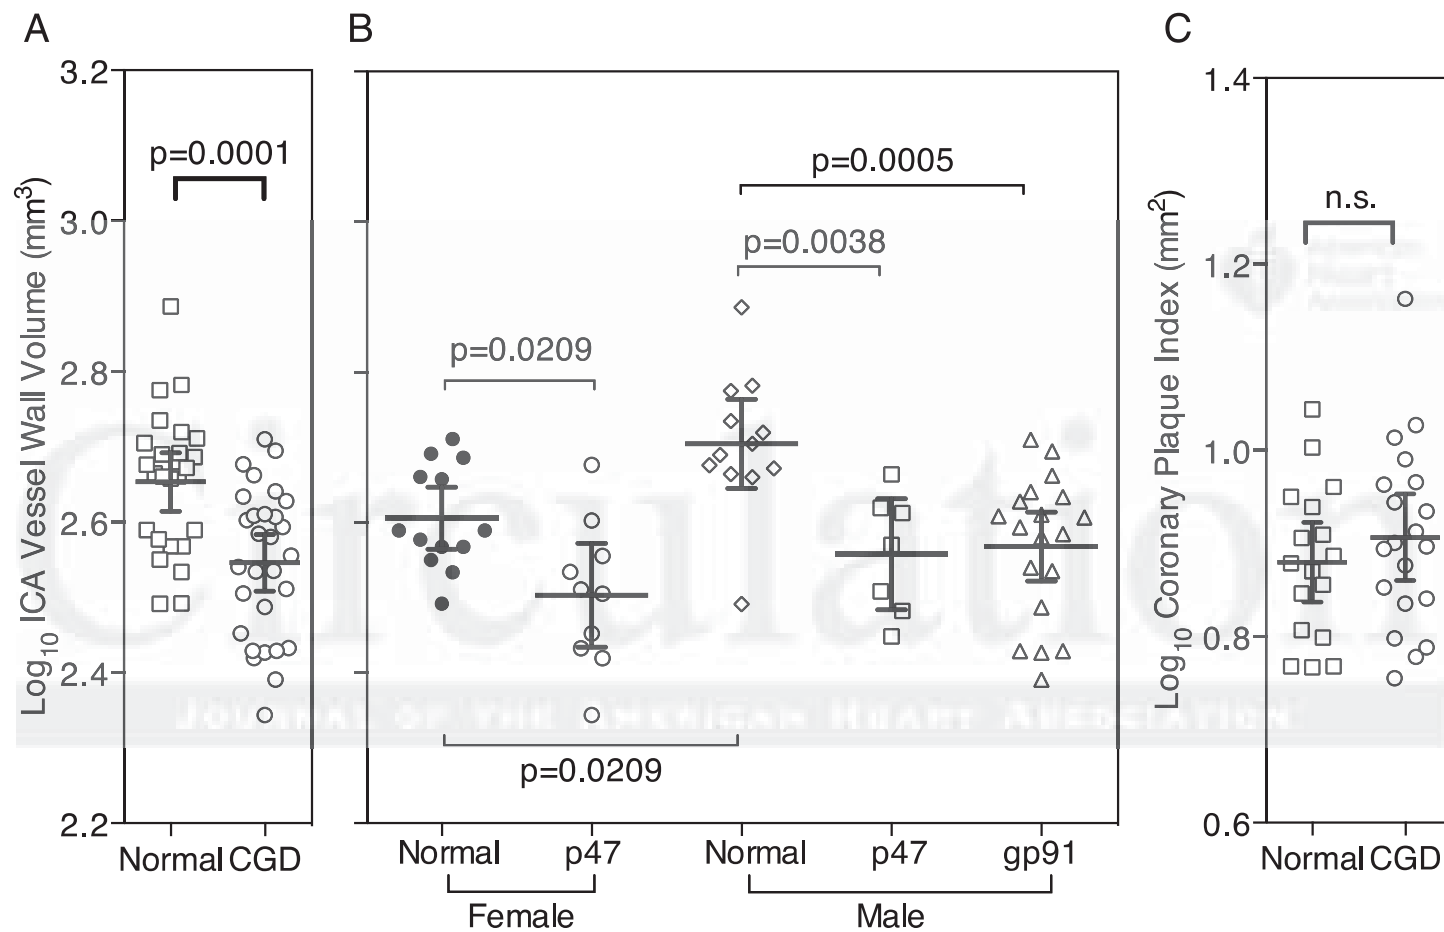 A
B
C
Log10 ICA Vessel Wall Volume (mm3)
3.2
3.0
2.8
2.6
2.4
2.2
p=0.0001
Normal CGD
p=0.0005
p=0.0038
p=0.0209
p=0.0209
Normal p47 Normal p47 gp91
Female Male
Log10 Coronary Plaque Index (mm2)
1.4
1.2
1.0
0.8
0.6
n.s.
Normal CGD
Circulation
JOURNAL OF THE AMERICAN HEART ASSOCIATION